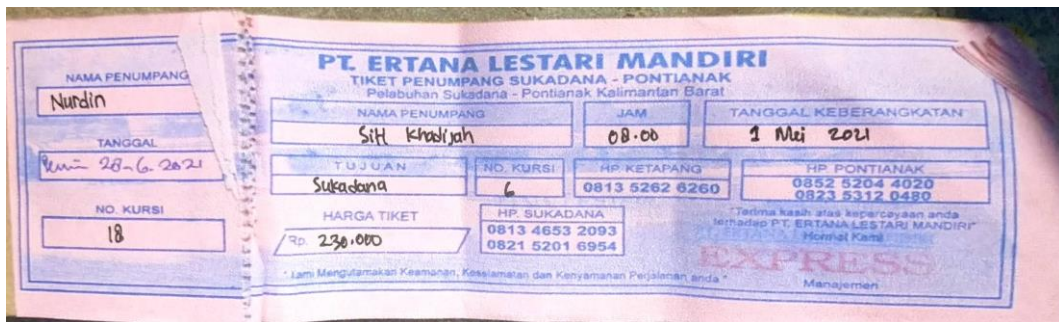 NAMA PENUMPANG
Nurdin
TANGGAL
28-6-2021
NO. KURSI
18
PT. ERTANA LESTARI MANDIRI
TIKET PENUMPANG SUKADANA - PONTIANAK
Pelabuhan Sukadana - Pontianak Kalimantan Barat
NAMA PENUMPANG
Siti Khadijah
JAM
08.00
TANGGAL KEBERANGKATAN
1 Mei 2021
TUJUAN
Sukadana
NO. KURSI
6
HP. KETAPANG
0813 5262 6260
HP. PONTIANAK
0852 5204 4020
0823 5312 0480
HARGA TIKET
Rp. 230.000
HP. SUKADANA
0813 4653 2093
0821 5201 6954
"Terima kasih atas kepercayaan anda
terhadap PT. ERTANA LESTARI MANDIRI"
Hormat Kami
EXPRESS
Manajemen
" Kami Mengutamakan Keamanan, Keselamatan dan Kenyamanan Perjalanan anda "